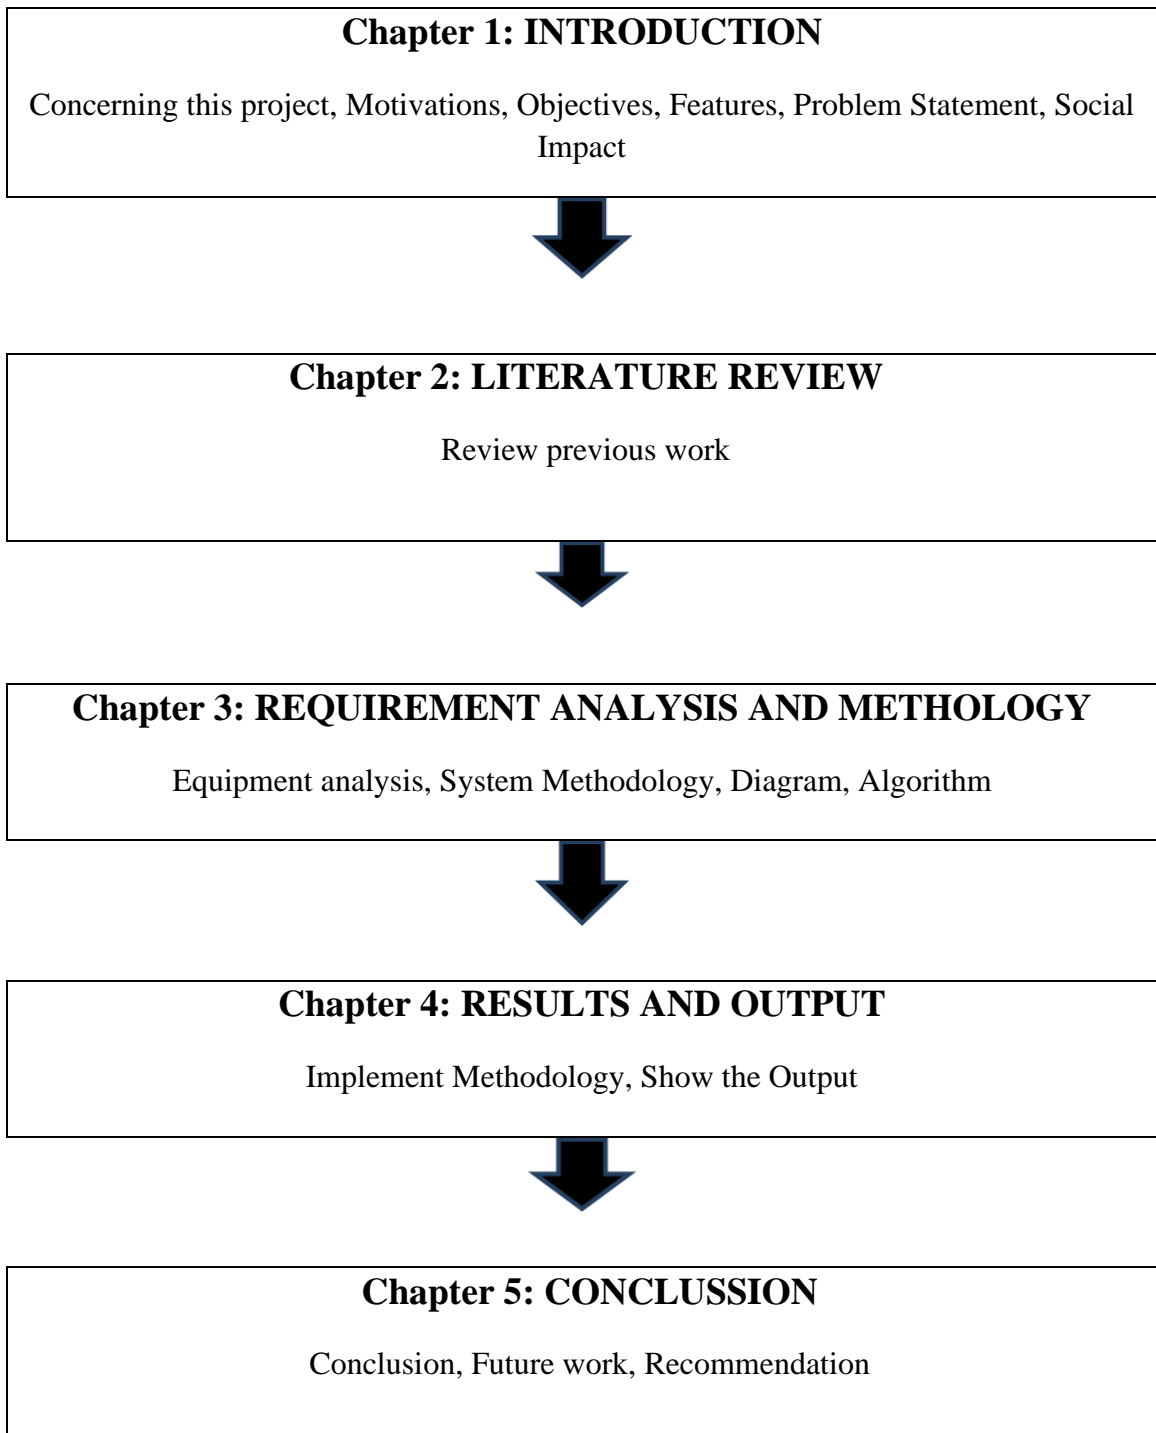 Chapter 1: INTRODUCTION
Concerning this project, Motivations, Objectives, Features, Problem Statement, Social
Impact
Chapter 2: LITERATURE REVIEW
Review previous work
Chapter 3: REQUIREMENT ANALYSIS AND METHOLOGY
Equipment analysis, System Methodology, Diagram, Algorithm
Chapter 4: RESULTS AND OUTPUT
Implement Methodology, Show the Output
Chapter 5: CONCLUSSION
Conclusion, Future work, Recommendation